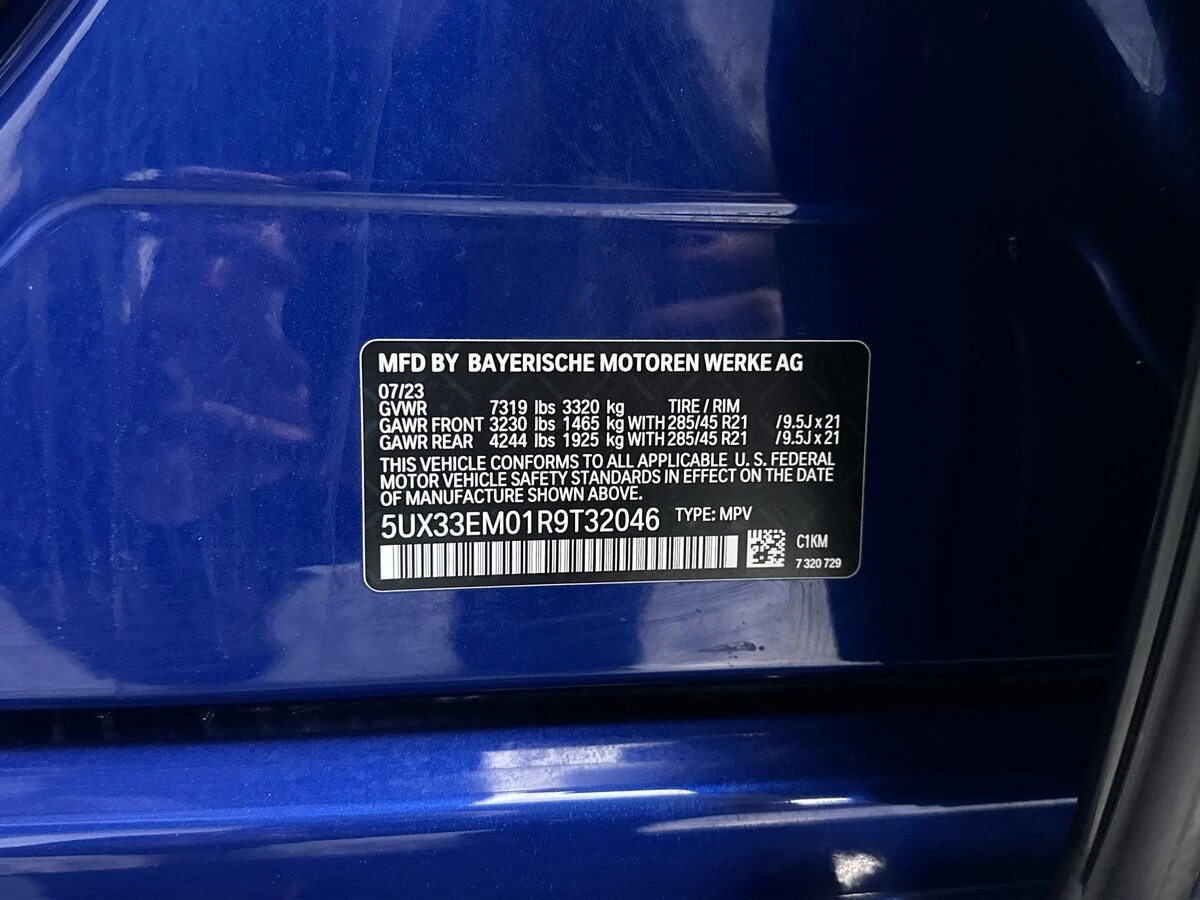 MFD BY BAYERISCHE MOTOREN WERKE AG
07/23
GVWR 7319 lbs 3320 kg TIRE / RIM
GAWR FRONT 3230 lbs 1465 kg WITH 285/45 R21 /9.5J x 21
GAWR REAR 4244 lbs 1925 kg WITH 285/45 R21 /9.5J x 21
THIS VEHICLE CONFORMS TO ALL APPLICABLE U. S. FEDERAL
MOTOR VEHICLE SAFETY STANDARDS IN EFFECT ON THE DATE
OF MANUFACTURE SHOWN ABOVE.
5UX33EM01R9T32046 TYPE: MPV
C1KM
7 320 729